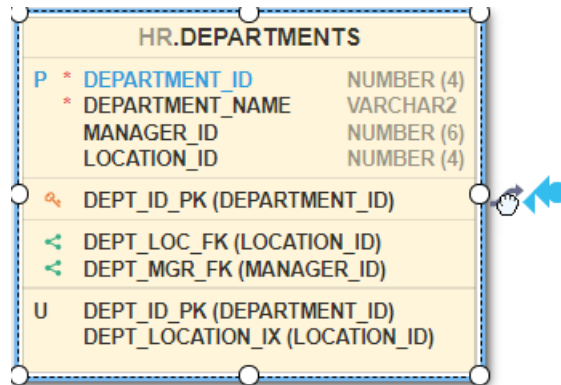 HR.DEPARTMENTS
P * DEPARTMENT_ID NUMBER (4)
* DEPARTMENT_NAME VARCHAR2
MANAGER_ID NUMBER (6)
LOCATION_ID NUMBER (4)
DEPT_ID_PK (DEPARTMENT_ID)
DEPT_LOC_FK (LOCATION_ID)
DEPT_MGR_FK (MANAGER_ID)
U DEPT_ID_PK (DEPARTMENT_ID)
DEPT_LOCATION_IX (LOCATION_ID)